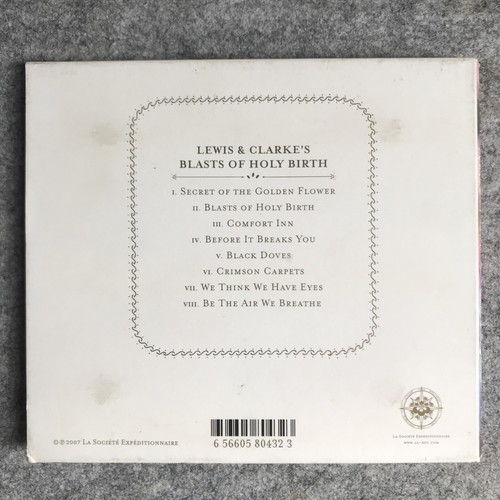 LEWIS & CLARKE'S
BLASTS OF HOLY BIRTH
I. SECRET OF THE GOLDEN FLOWER
II. BLASTS OF HOLY BIRTH
III. COMFORT INN
IV. BEFORE IT BREAKS YOU
V. BLACK DOVES
VI. CRIMSON CARPETS
VII. WE THINK WE HAVE EYES
VIII. BE THE AIR WE BREATHE
©℗2007 LA SOCIÉTÉ EXPÉDITIONNAIRE
6 56605 80432 3
LA SOCIÉTÉ EXPÉDITIONNAIRE